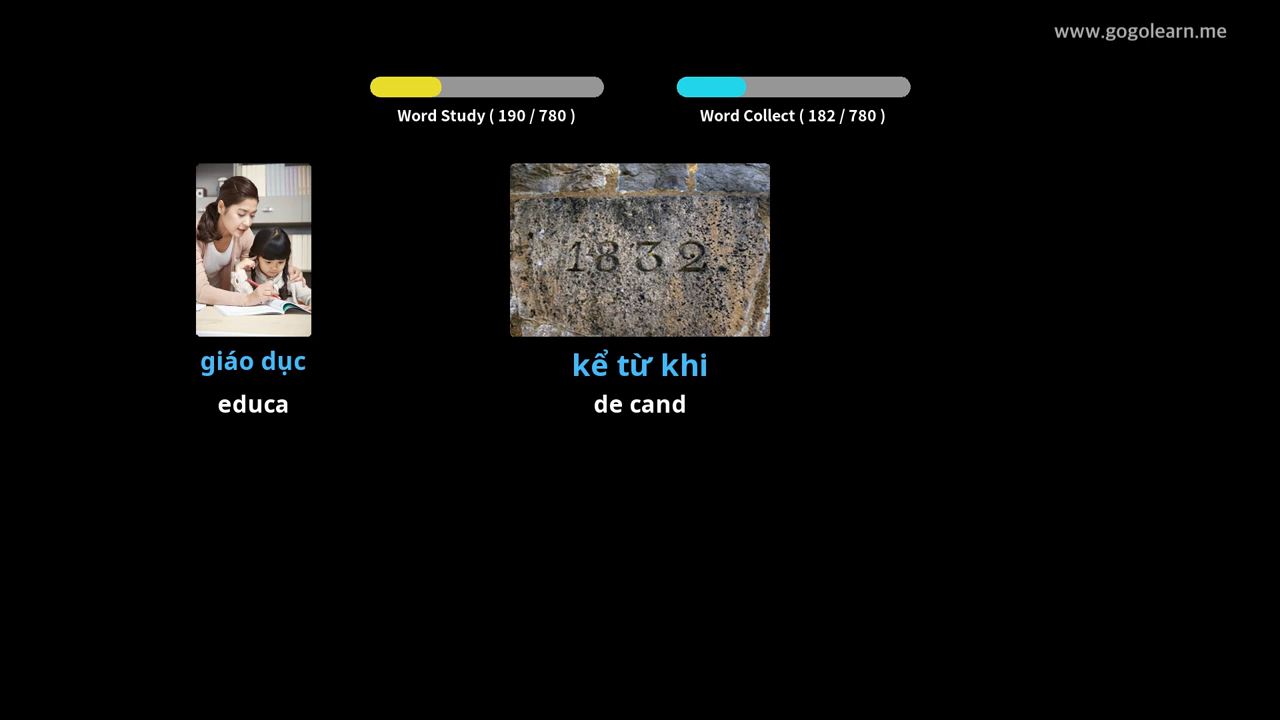 www.gogolearn.me
Word Study ( 190 / 780 )
Word Collect ( 182 / 780 )
1832.
giáo dục
educa
kể từ khi
de cand